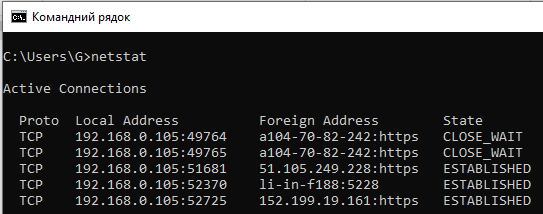 Командний рядок
C:\Users\G>netstat
Active Connections
Proto  Local Address          Foreign Address        State
TCP    192.168.0.105:49764    a104-70-82-242:https   CLOSE_WAIT
TCP    192.168.0.105:49765    a104-70-82-242:https   CLOSE_WAIT
TCP    192.168.0.105:51681    51.105.249.228:https   ESTABLISHED
TCP    192.168.0.105:52370    li-in-f188:5228        ESTABLISHED
TCP    192.168.0.105:52725    152.199.19.161:https   ESTABLISHED